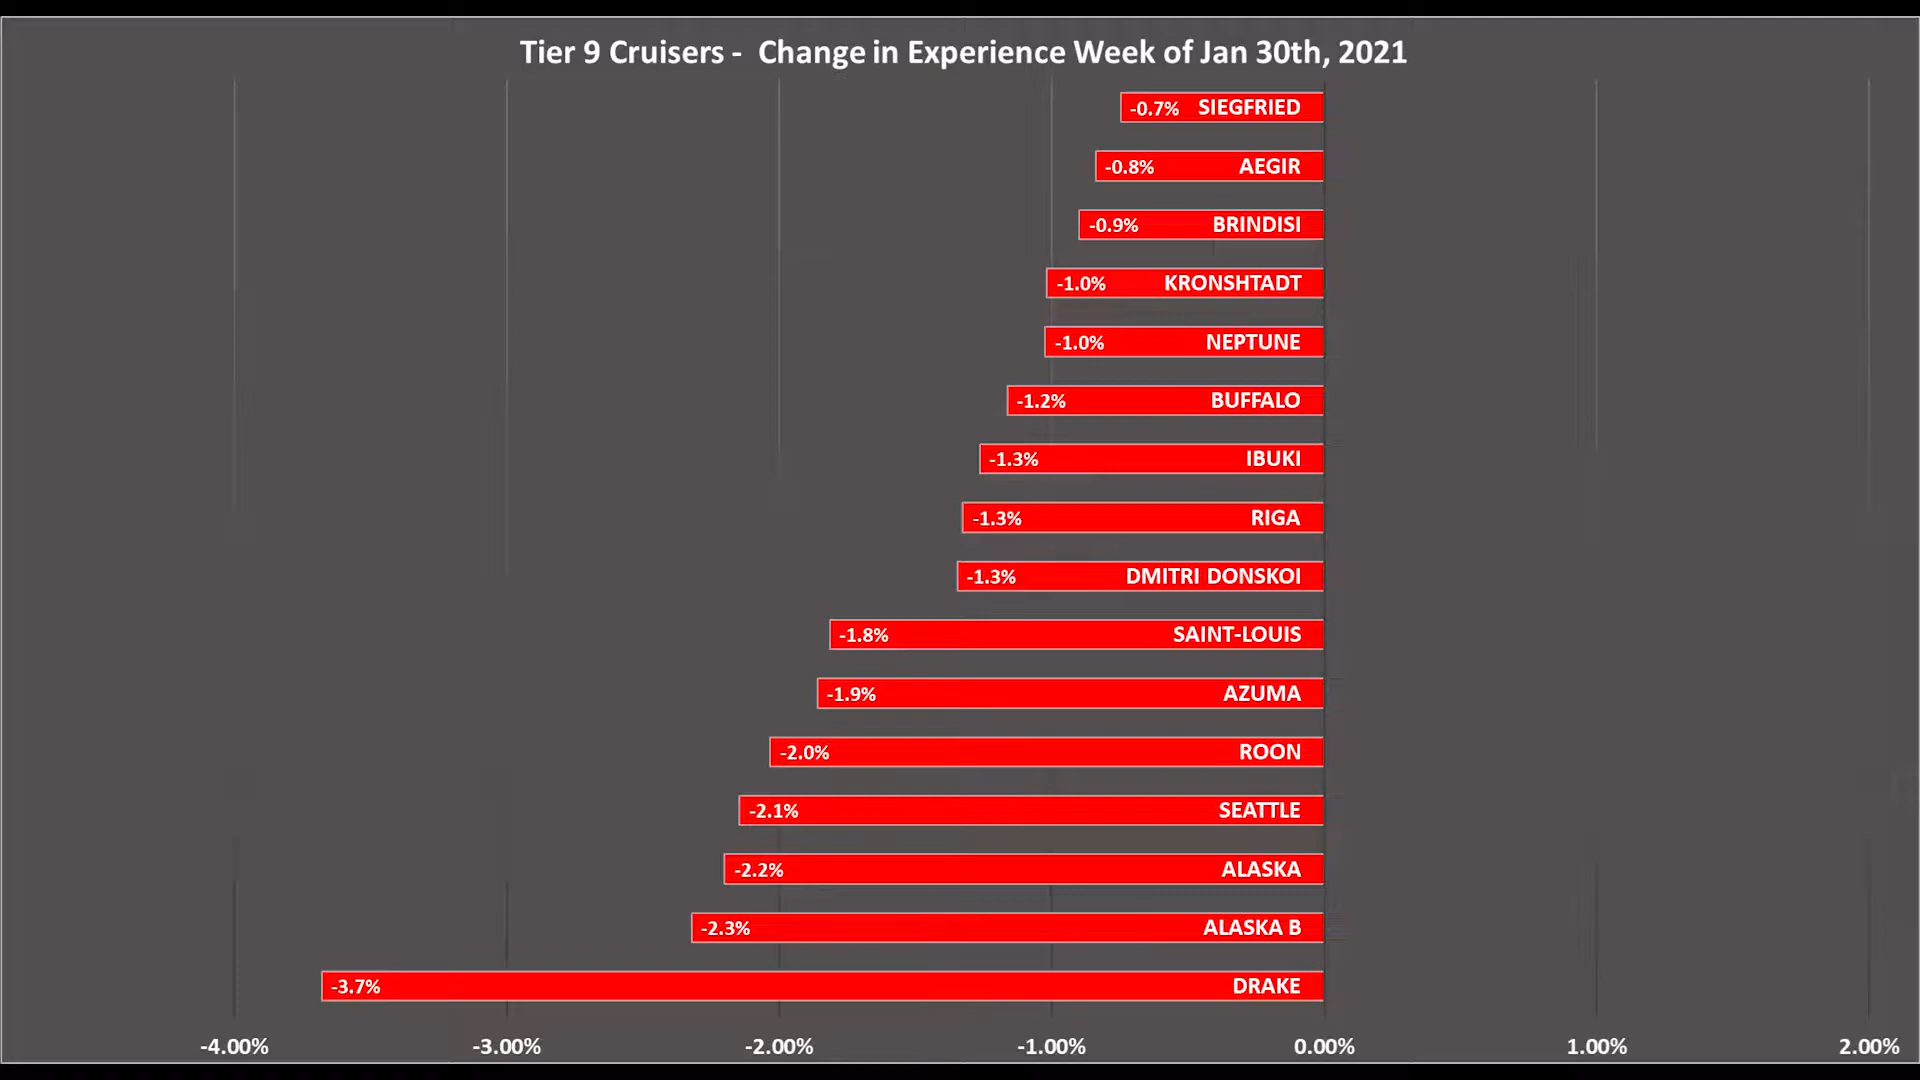 Tier 9 Cruisers - Change in Experience Week of Jan 30th, 2021
-0.7% SIEGFRIED
-0.8% AEGIR
-0.9% BRINDISI
-1.0% KRONSHTADT
-1.0% NEPTUNE
-1.2% BUFFALO
-1.3% IBUKI
-1.3% RIGA
-1.3% DMITRI DONSKOI
-1.8% SAINT-LOUIS
-1.9% AZUMA
-2.0% ROON
-2.1% SEATTLE
-2.2% ALASKA
-2.3% ALASKA B
-3.7% DRAKE
-4.00% -3.00% -2.00% -1.00% 0.00% 1.00% 2.00%